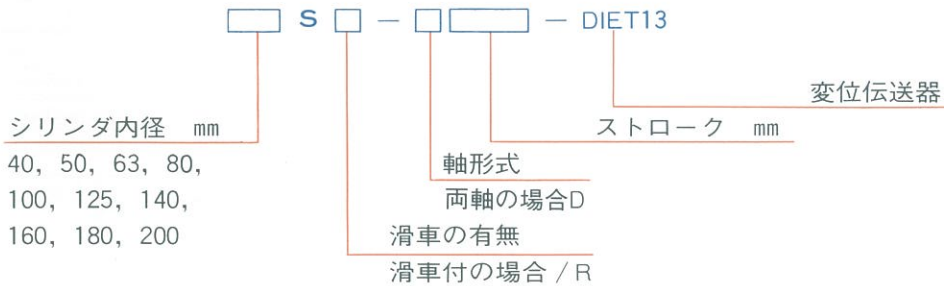 S － － DIET13
変位伝送器
シリンダ内径 mm
40, 50, 63, 80,
100, 125, 140,
160, 180, 200
ストローク mm
軸形式
両軸の場合D
滑車の有無
滑車付の場合／R